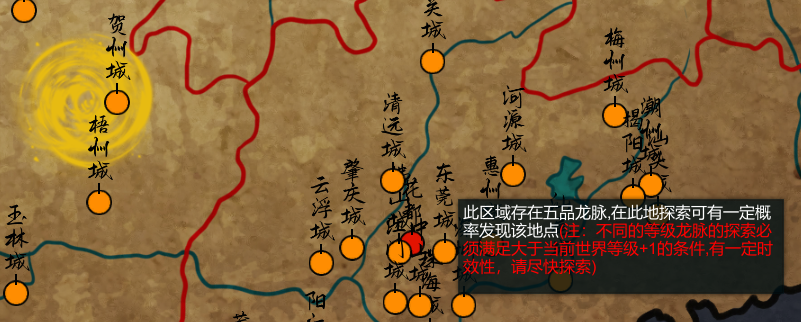 贺州城
关城
梅州城
梧州城
清远城
河源城
潮州城
揭阳城
肇庆城
云浮城
东莞城
惠州
玉林城
此区域存在五品龙脉,在此地探索可有一定概
率发现该地点(注：不同的等级龙脉的探索必
须满足大于当前世界等级+1的条件,有一定时
效性，请尽快探索)
阳